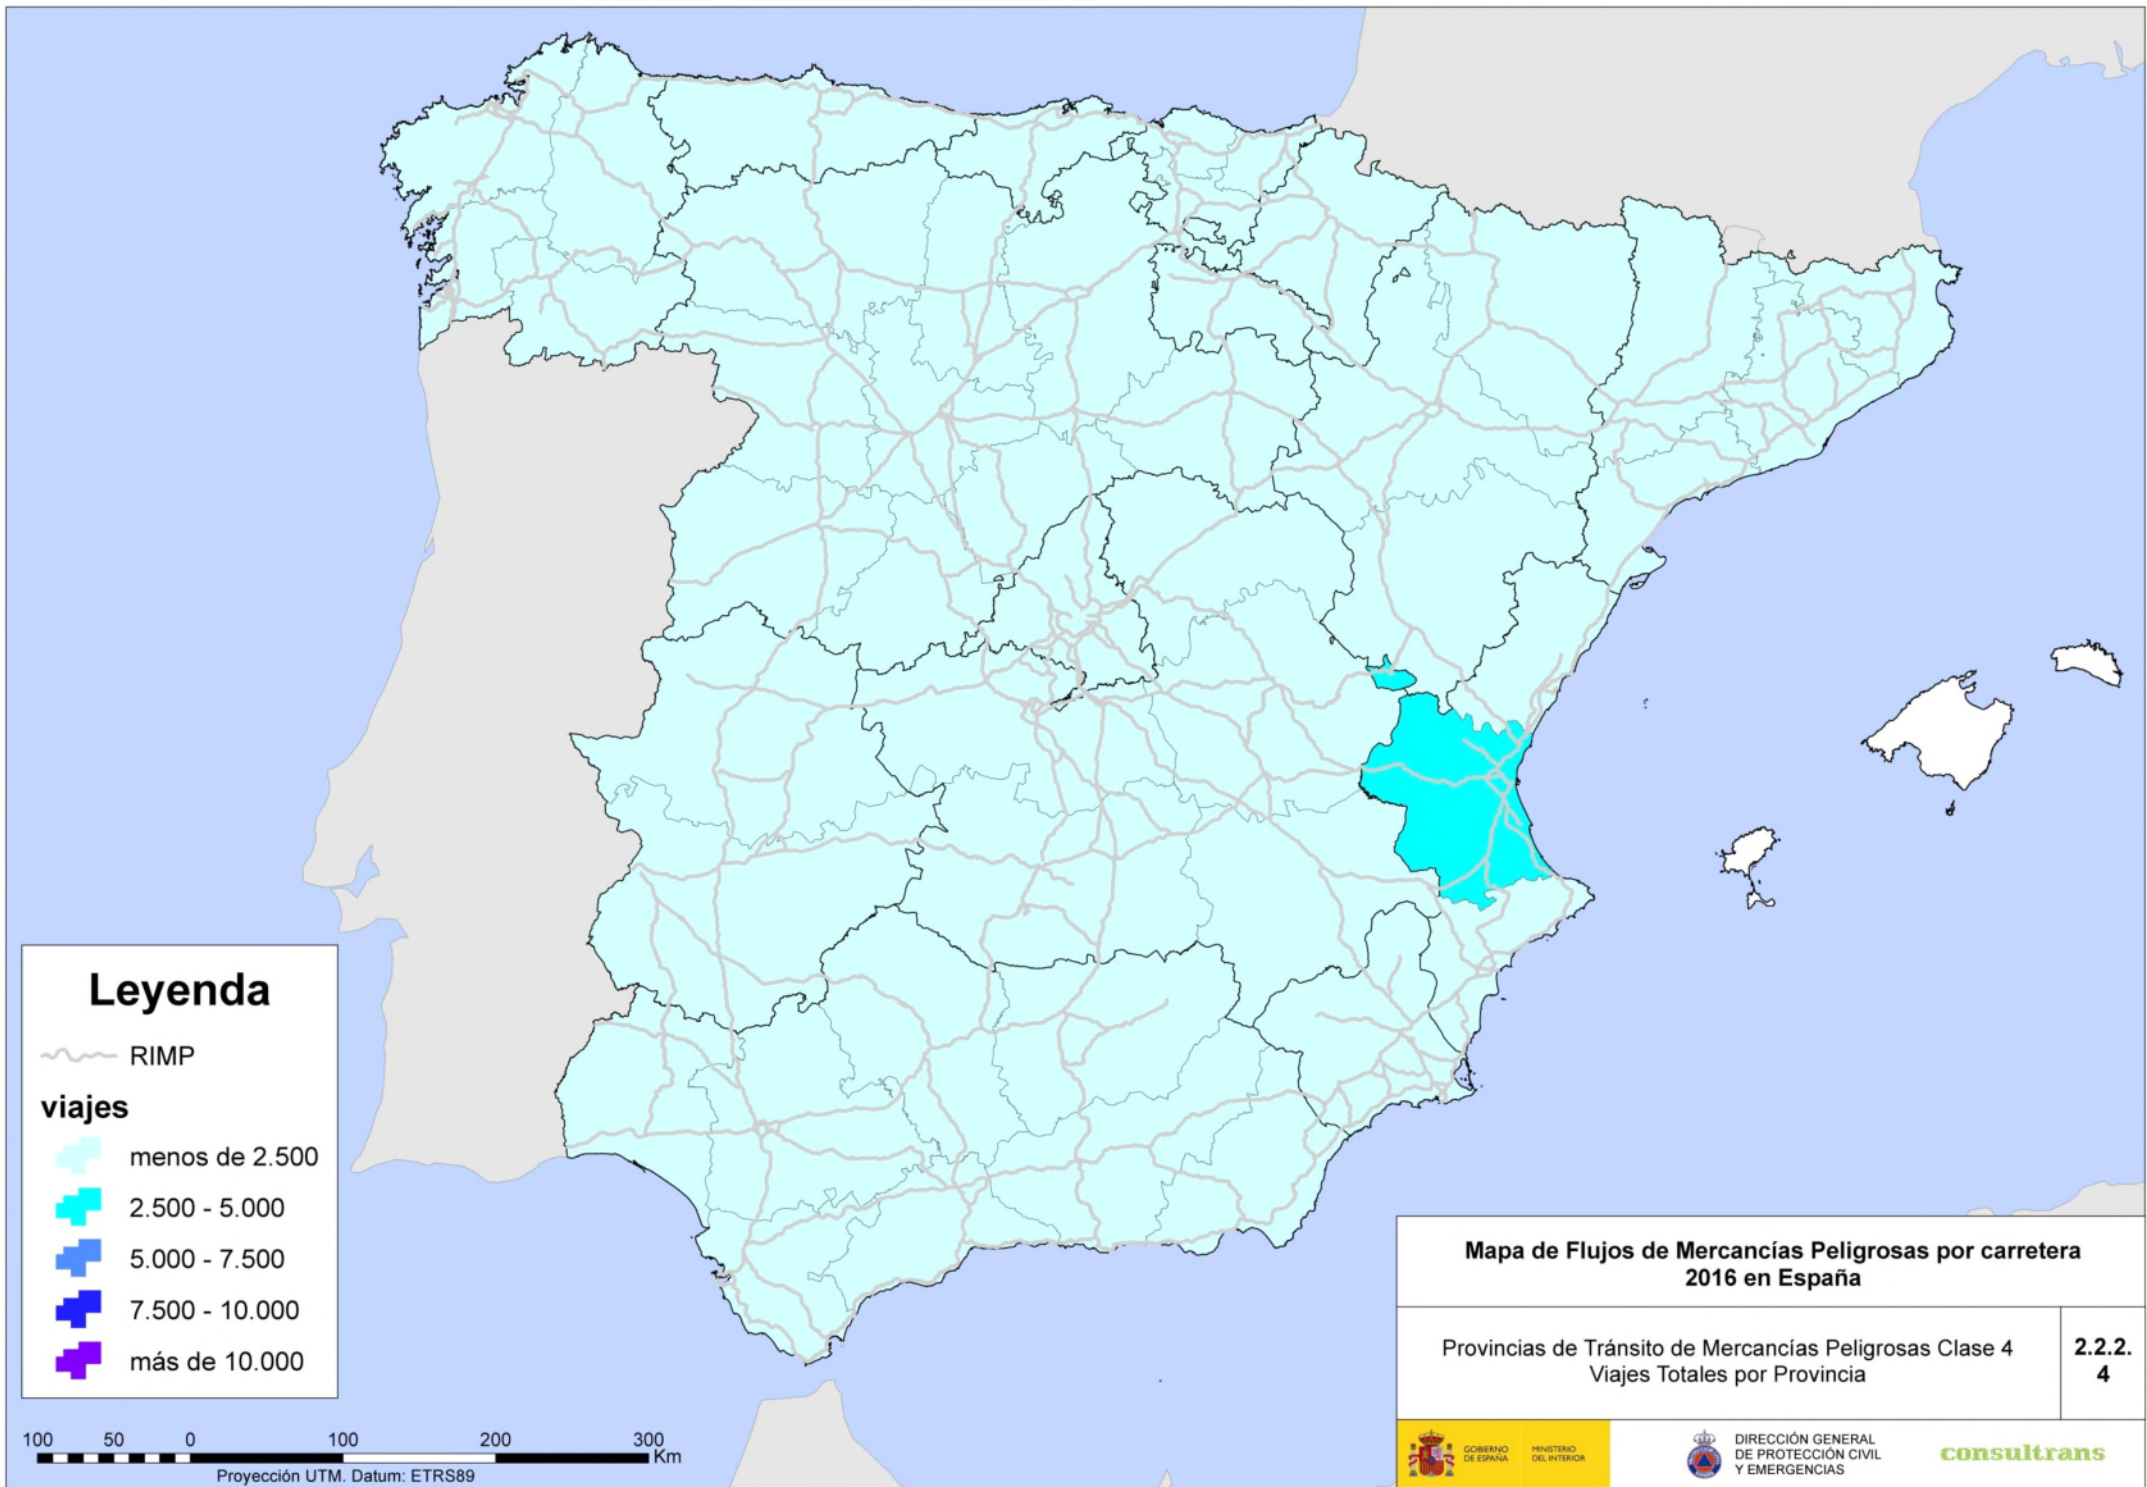 Leyenda
RIMP
viajes
menos de 2.500
2.500 - 5.000
5.000 - 7.500
7.500 - 10.000
más de 10.000
100 50 0 100 200 300
Km
Proyección UTM. Datum: ETRS89
Mapa de Flujos de Mercancías Peligrosas por carretera
2016 en España
Provincias de Tránsito de Mercancías Peligrosas Clase 4
Viajes Totales por Provincia
2.2.2.
4
GOBIERNO
DE ESPAÑA
MINISTERIO
DEL INTERIOR
DIRECCIÓN GENERAL
DE PROTECCIÓN CIVIL
Y EMERGENCIAS
consultrans